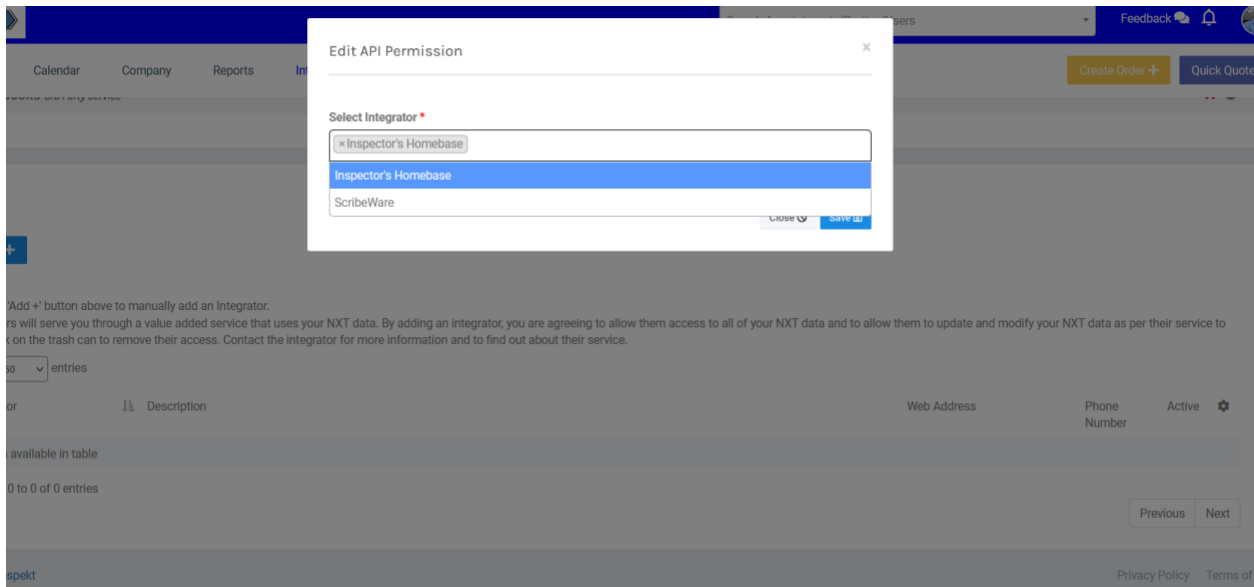 Users
Feedback
Edit API Permission
×
Calendar Company Reports
Create Order +
Quick Quote
Select Integrator *
×Inspector's Homebase
Inspector's Homebase
ScribeWare
Close
Save
+
'Add +' button above to manually add an Integrator.
rs will serve you through a value added service that uses your NXT data. By adding an integrator, you are agreeing to allow them access to all of your NXT data and to allow them to update and modify your NXT data as per their service to
on the trash can to remove their access. Contact the integrator for more information and to find out about their service.
entries
or Description Web Address Phone Number Active
available in table
0 to 0 of 0 entries
Previous Next
spekt
Privacy Policy Terms of